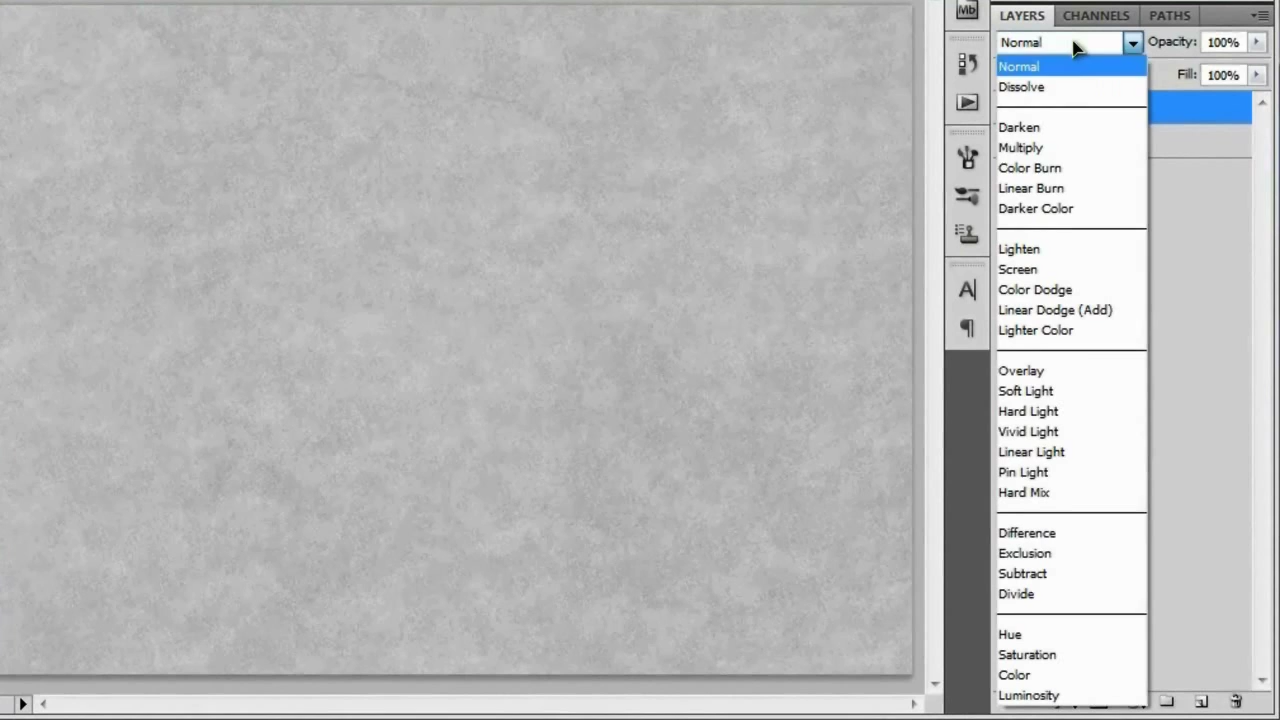 Mb
LAYERS CHANNELS PATHS
Normal Opacity: 100%
Normal Fill: 100%
Dissolve
Darken
Multiply
Color Burn
Linear Burn
Darker Color
Lighten
Screen
Color Dodge
Linear Dodge (Add)
Lighter Color
Overlay
Soft Light
Hard Light
Vivid Light
Linear Light
Pin Light
Hard Mix
Difference
Exclusion
Subtract
Divide
Hue
Saturation
Color
Luminosity